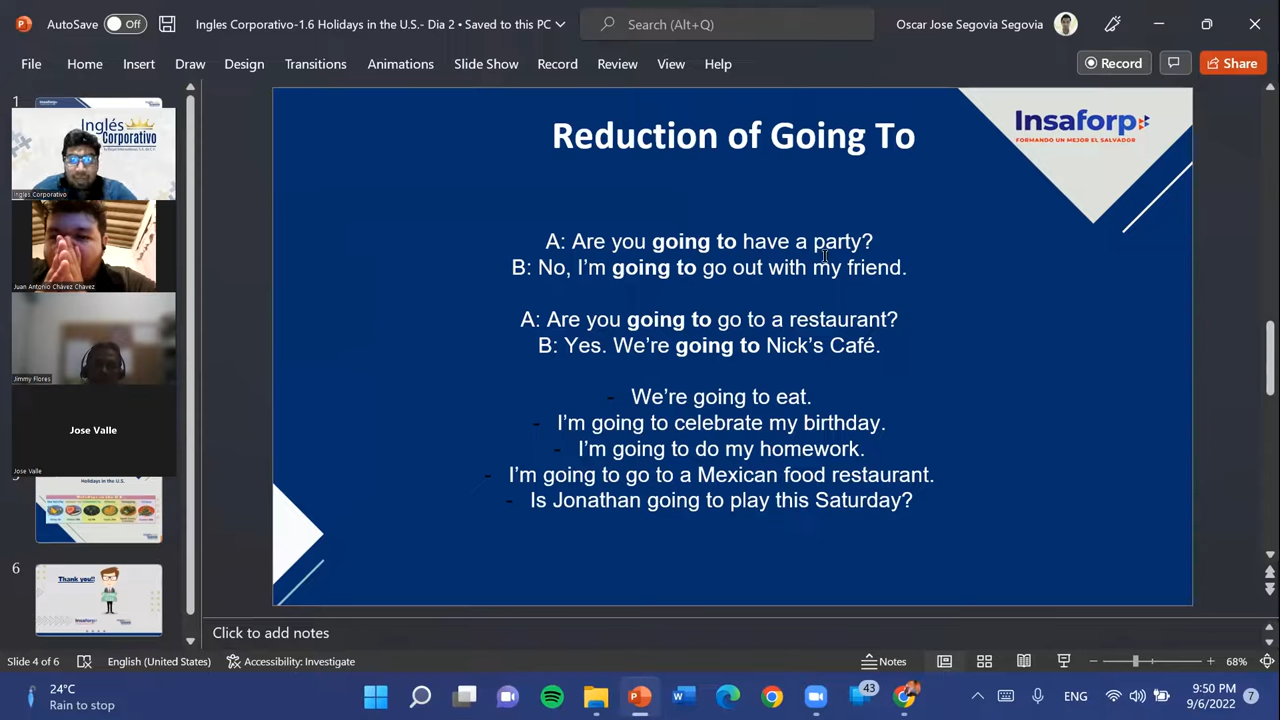 AutoSave Off Ingles Corporativo-1.6 Holidays in the U.S.- Dia 2 • Saved to this PC Search (Alt+Q) Oscar Jose Segovia Segovia
File Home Insert Draw Design Transitions Animations Slide Show Record Review View Help Record Share
1
Inglés
Corporativo
Inglés Corporativo
Juan Antonio Chávez Chavez
Jimmy Flores
Jose Valle
Jose Valle
Holidays in the U.S.
6
Thank you!!
Reduction of Going To
Insaforp
FORMANDO UN MEJOR EL SALVADOR
A: Are you going to have a party?
B: No, I'm going to go out with my friend.
A: Are you going to go to a restaurant?
B: Yes. We're going to Nick's Café.
- We're going to eat.
- I'm going to celebrate my birthday.
- I'm going to do my homework.
- I'm going to go to a Mexican food restaurant.
- Is Jonathan going to play this Saturday?
Click to add notes
Slide 4 of 6 English (United States) Accessibility: Investigate Notes 68%
24°C
Rain to stop
43
ENG
9:50 PM
9/6/2022
7